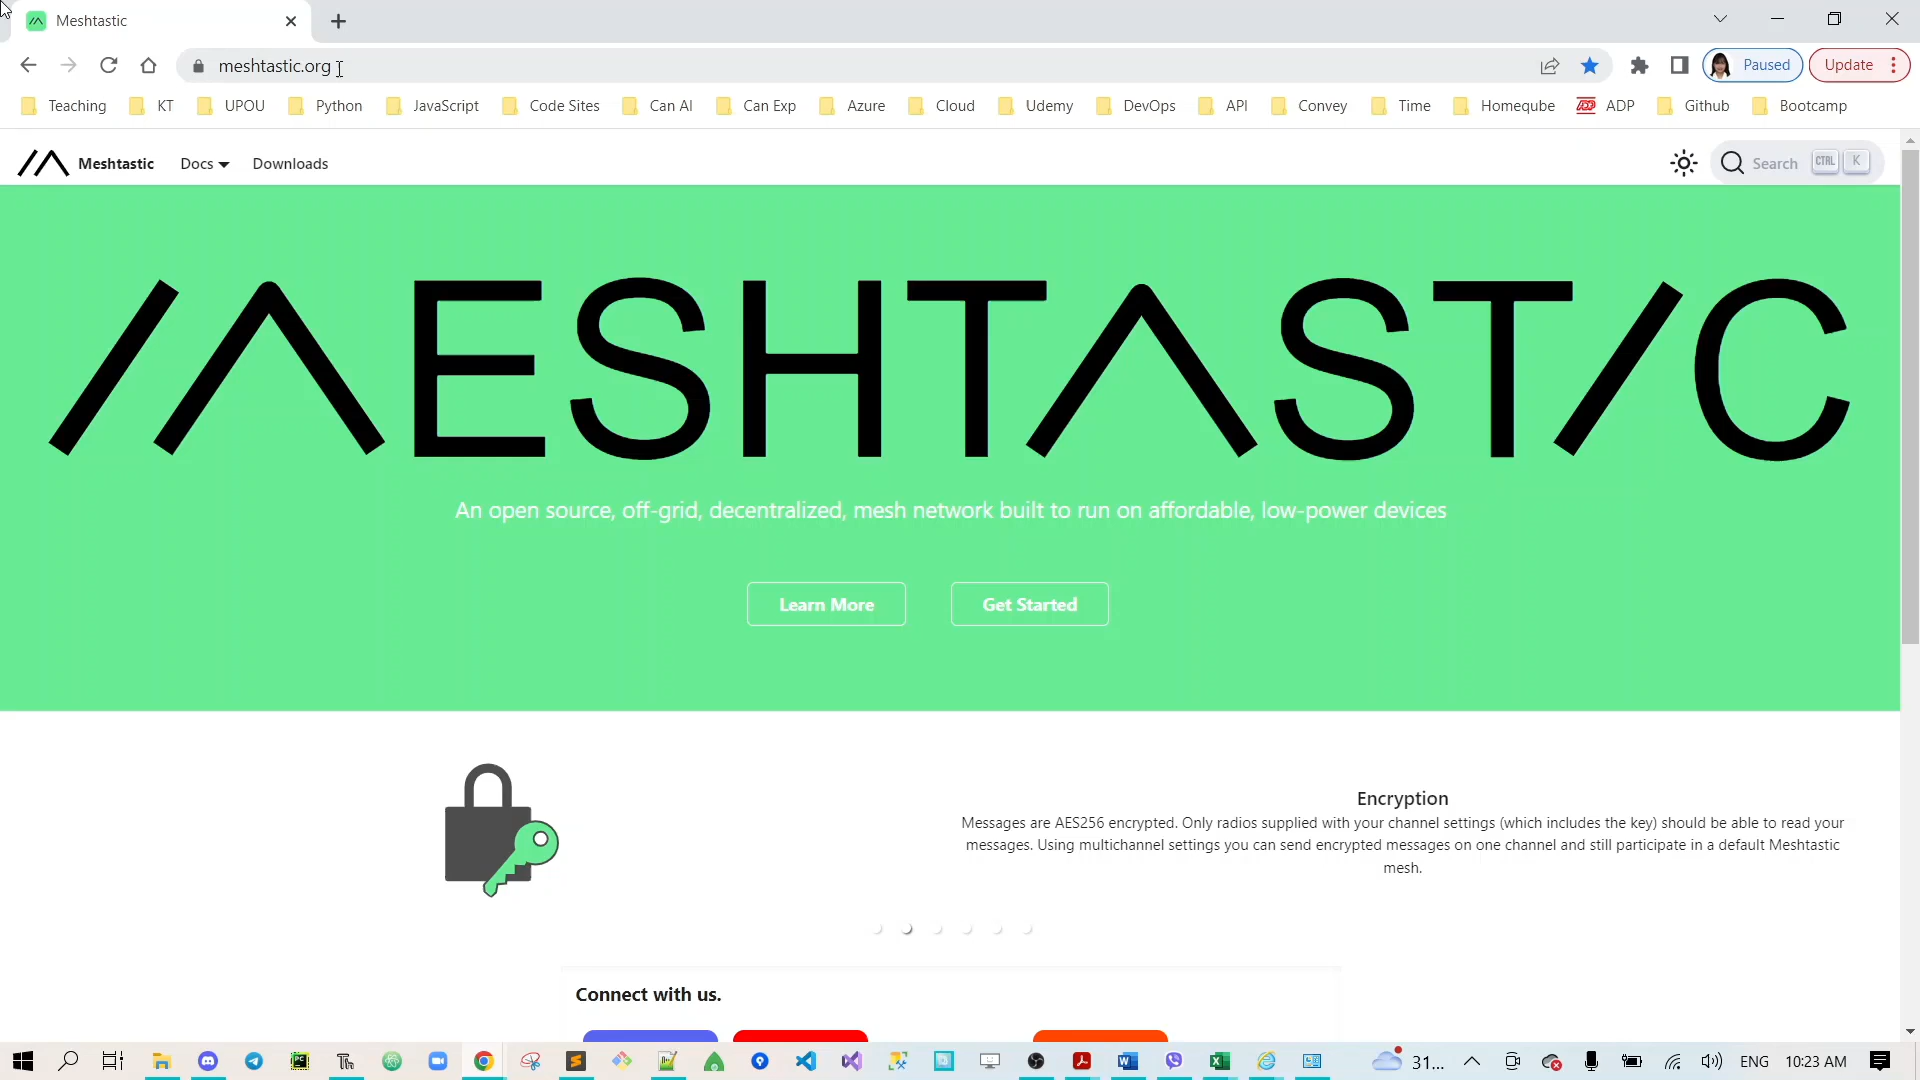 Meshtastic
meshtastic.org
Paused
Update
Teaching KT UPOU Python JavaScript Code Sites Can AI Can Exp Azure Cloud Udemy DevOps API Convey Time Homeqube ADP Github Bootcamp
Meshtastic Docs Downloads
Search CTRL K
MESHTASTIC
An open source, off-grid, decentralized, mesh network built to run on affordable, low-power devices
Learn More Get Started
Encryption
Messages are AES256 encrypted. Only radios supplied with your channel settings (which includes the key) should be able to read your
messages. Using multichannel settings you can send encrypted messages on one channel and still participate in a default Meshtastic
mesh.
Connect with us.
31... ENG 10:23 AM